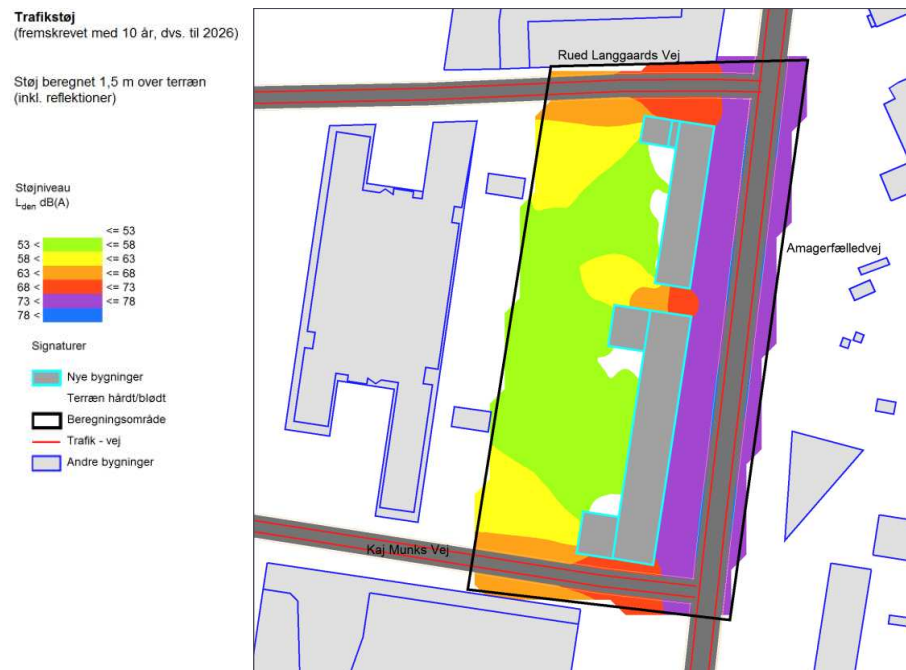 Trafikstøj
(fremskrevet med 10 år, dvs. til 2026)
Støj beregnet 1,5 m over terræn
(inkl. reflektioner)
Støjniveau
Lden dB(A)
<= 53
53 < <= 58
58 < <= 63
63 < <= 68
68 < <= 73
73 < <= 78
78 <
Signaturer
Nye bygninger
Terræn hårdt/blødt
Beregningsområde
Trafik - vej
Andre bygninger
Rued Langgaards Vej
Amagerfælledvej
Kaj Munks Vej